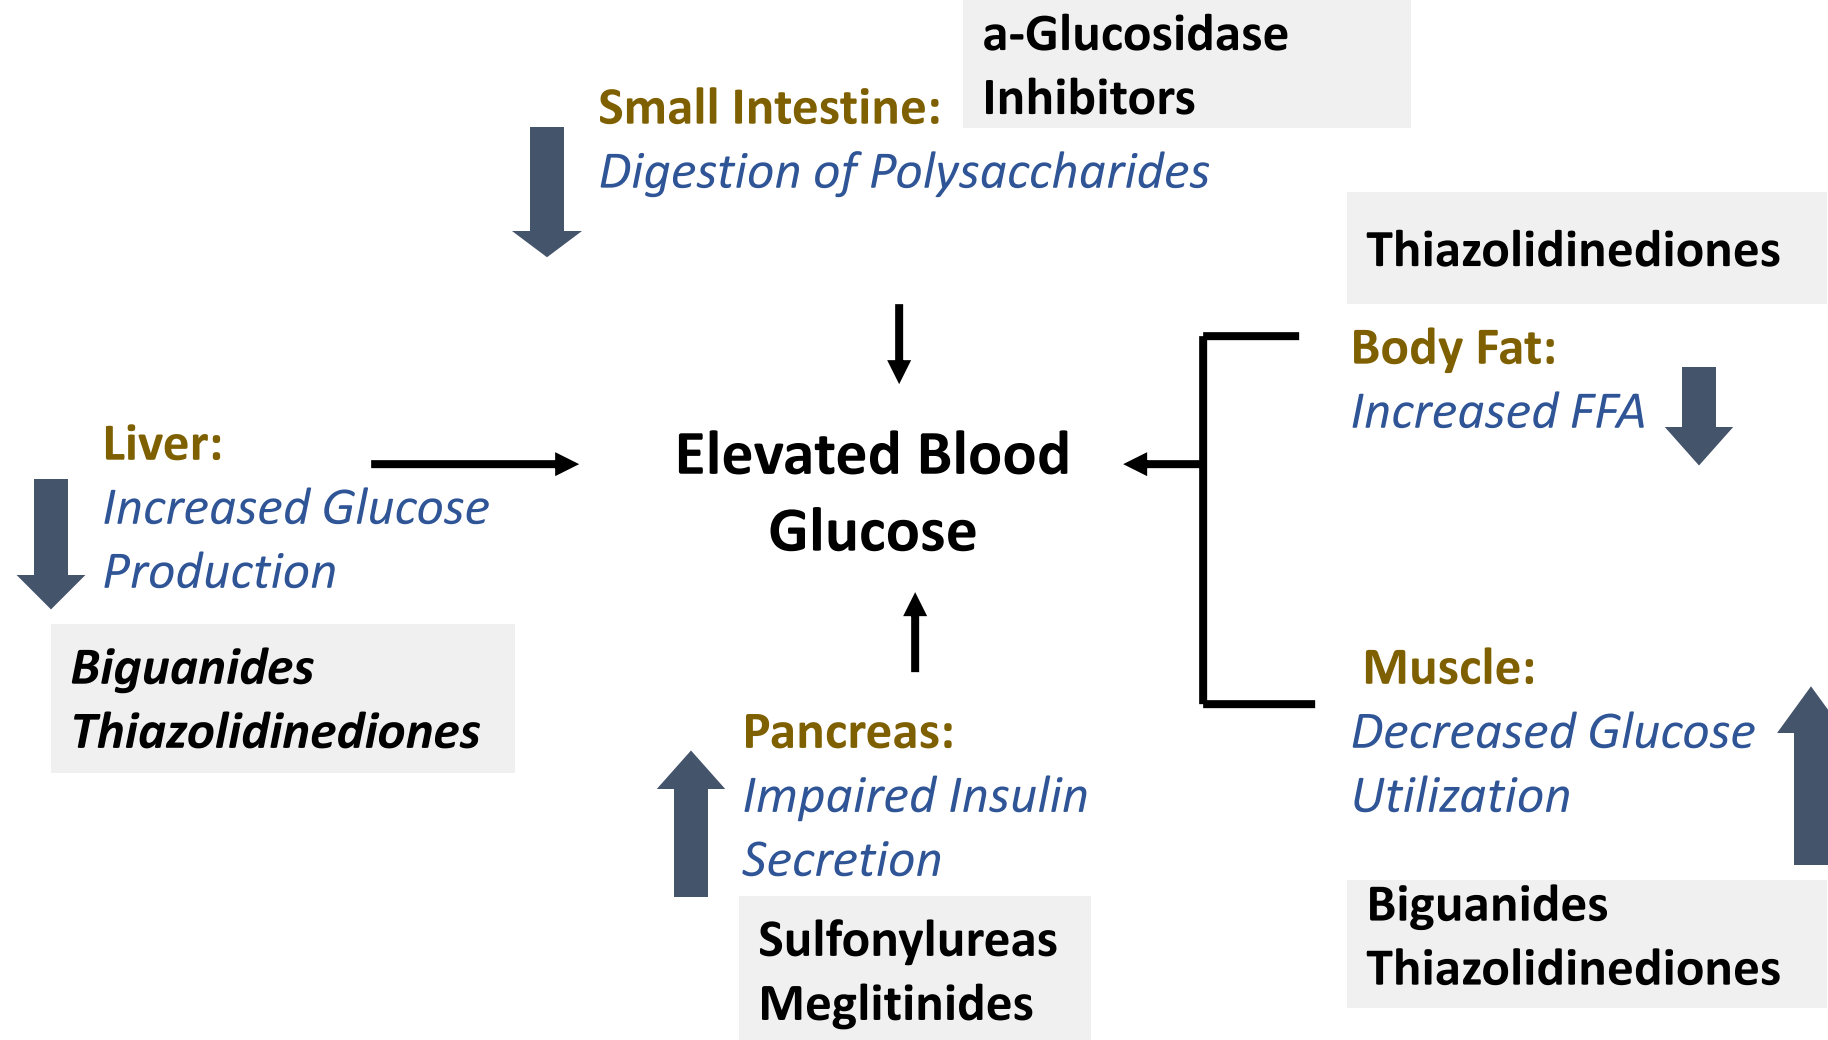 a-Glucosidase
Inhibitors
Small Intestine:
Digestion of Polysaccharides
Thiazolidinediones
Body Fat:
Increased FFA
Liver:
Increased Glucose
Production
Biguanides
Thiazolidinediones
Elevated Blood
Glucose
Muscle:
Decreased Glucose
Utilization
Biguanides
Thiazolidinediones
Pancreas:
Impaired Insulin
Secretion
Sulfonylureas
Meglitinides